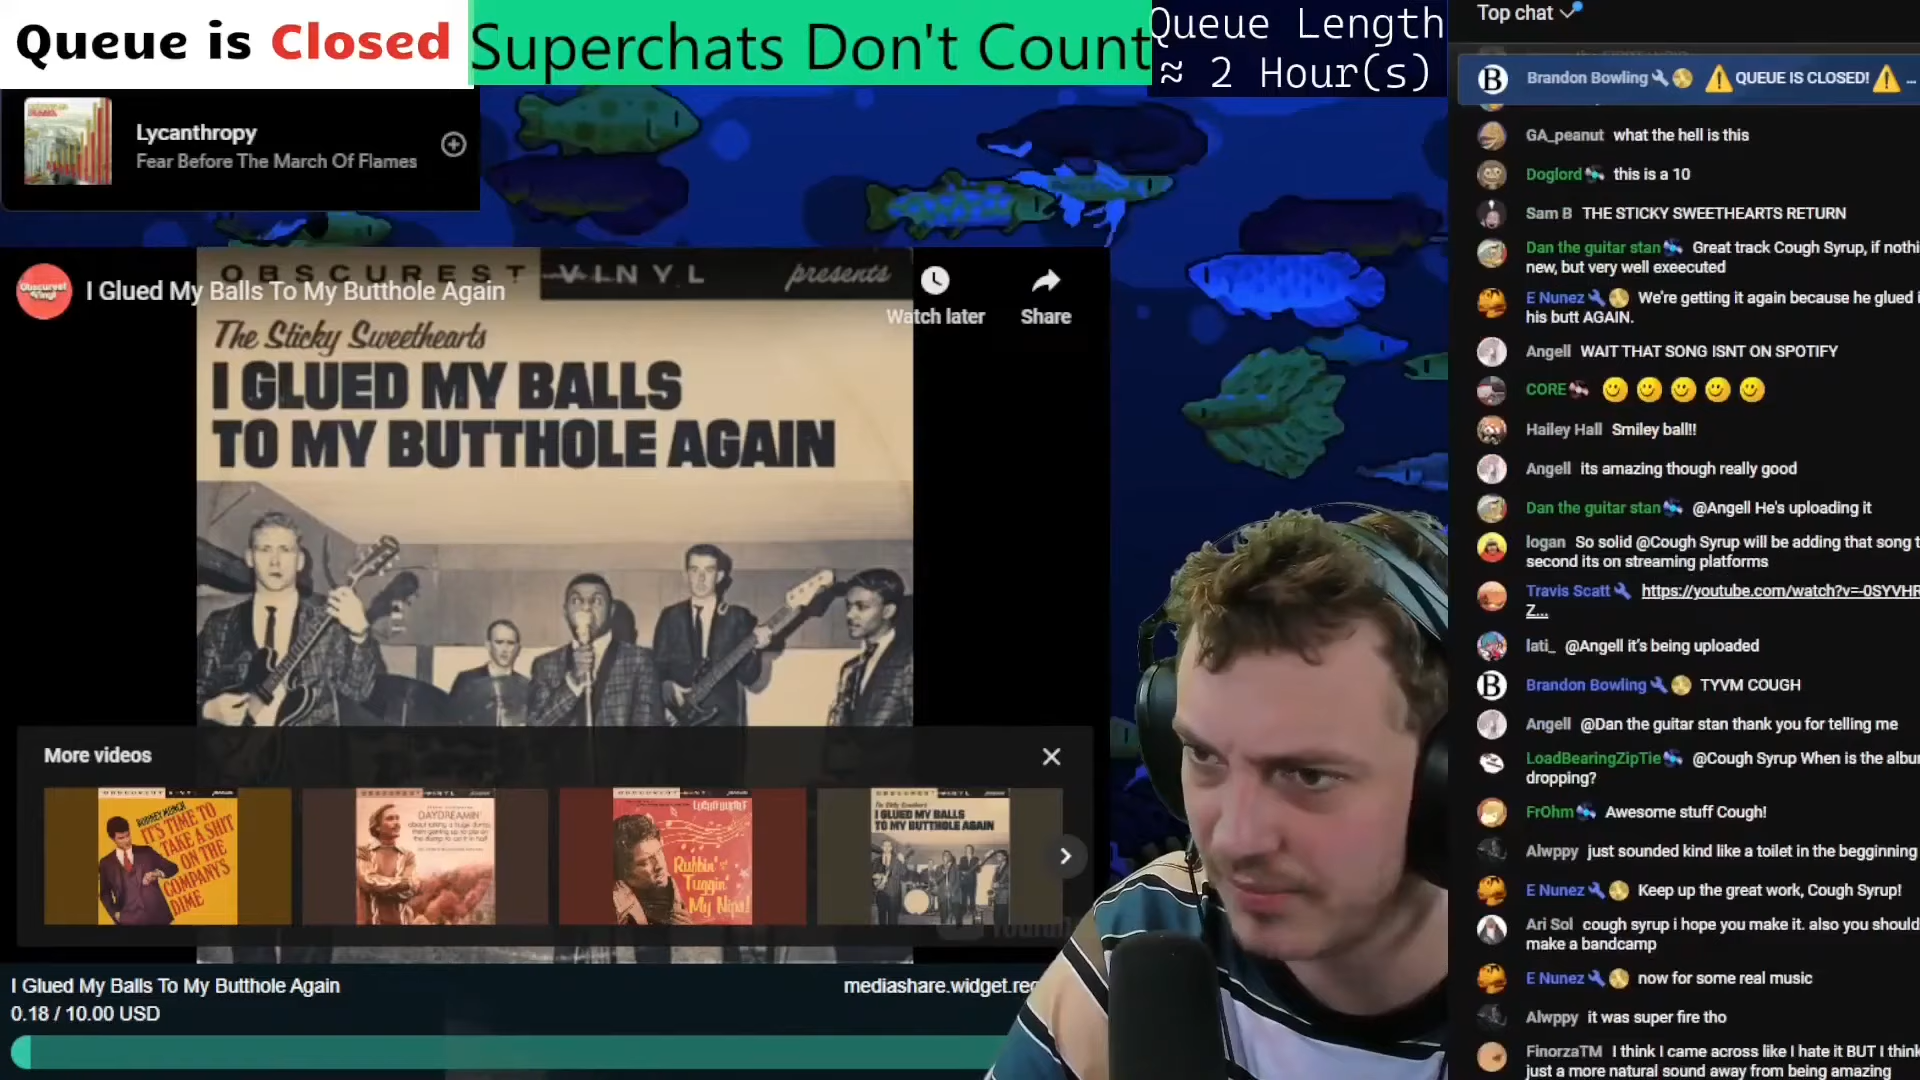 Queue is Closed
Superchats Don't Count
Queue Length
≈ 2 Hour(s)
Lycanthropy
Fear Before The March Of Flames
OBSCUREST VINYL presents
Obscurest Vinyl
I Glued My Balls To My Butthole Again
Watch later
Share
The Sticky Sweethearts
I GLUED MY BALLS
TO MY BUTTHOLE AGAIN
More videos
RODNEY MUNCH
IT'S TIME TO
TAKE A SHIT
ON THE
COMPANY'S
DIME
DAYDREAMIN'
Rubbin'
Tuggin'
My Nips!
The Sticky Sweethearts
I GLUED MY BALLS
TO MY BUTTHOLE AGAIN
I Glued My Balls To My Butthole Again
mediashare.widget.rec
0.18 / 10.00 USD
Top chat
Brandon Bowling QUEUE IS CLOSED! ...
GA_peanut what the hell is this
Doglord this is a 10
Sam B THE STICKY SWEETHEARTS RETURN
Dan the guitar stan Great track Cough Syrup, if nothi
new, but very well exeecuted
E Nunez We're getting it again because he glued i
his butt AGAIN.
Angell WAIT THAT SONG ISNT ON SPOTIFY
CORE
Hailey Hall Smiley ball!!
Angell its amazing though really good
Dan the guitar stan @Angell He's uploading it
logan So solid @Cough Syrup will be adding that song t
second its on streaming platforms
Travis Scatt https://youtube.com/watch?v=-0SYVHR
Z...
lati_ @Angell it's being uploaded
Brandon Bowling TYVM COUGH
Angell @Dan the guitar stan thank you for telling me
LoadBearingZipTie @Cough Syrup When is the albu
dropping?
FrOhm Awesome stuff Cough!
Alwppy just sounded kind like a toilet in the beggining
E Nunez Keep up the great work, Cough Syrup!
Ari Sol cough syrup i hope you make it. also you should
make a bandcamp
E Nunez now for some real music
Alwppy it was super fire tho
FinorzaTM I think I came across like I hate it BUT I think
just a more natural sound away from being amazing